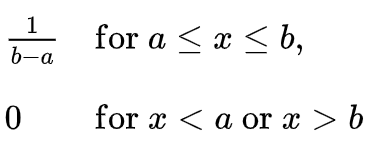 1/(b−a) for a ≤ x ≤ b,
0 for x < a or x > b